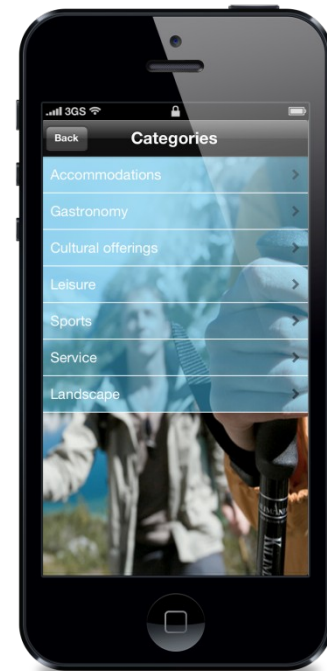 3GS
Back
Categories
Accommodations
Gastronomy
Cultural offerings
Leisure
Sports
Service
Landscape